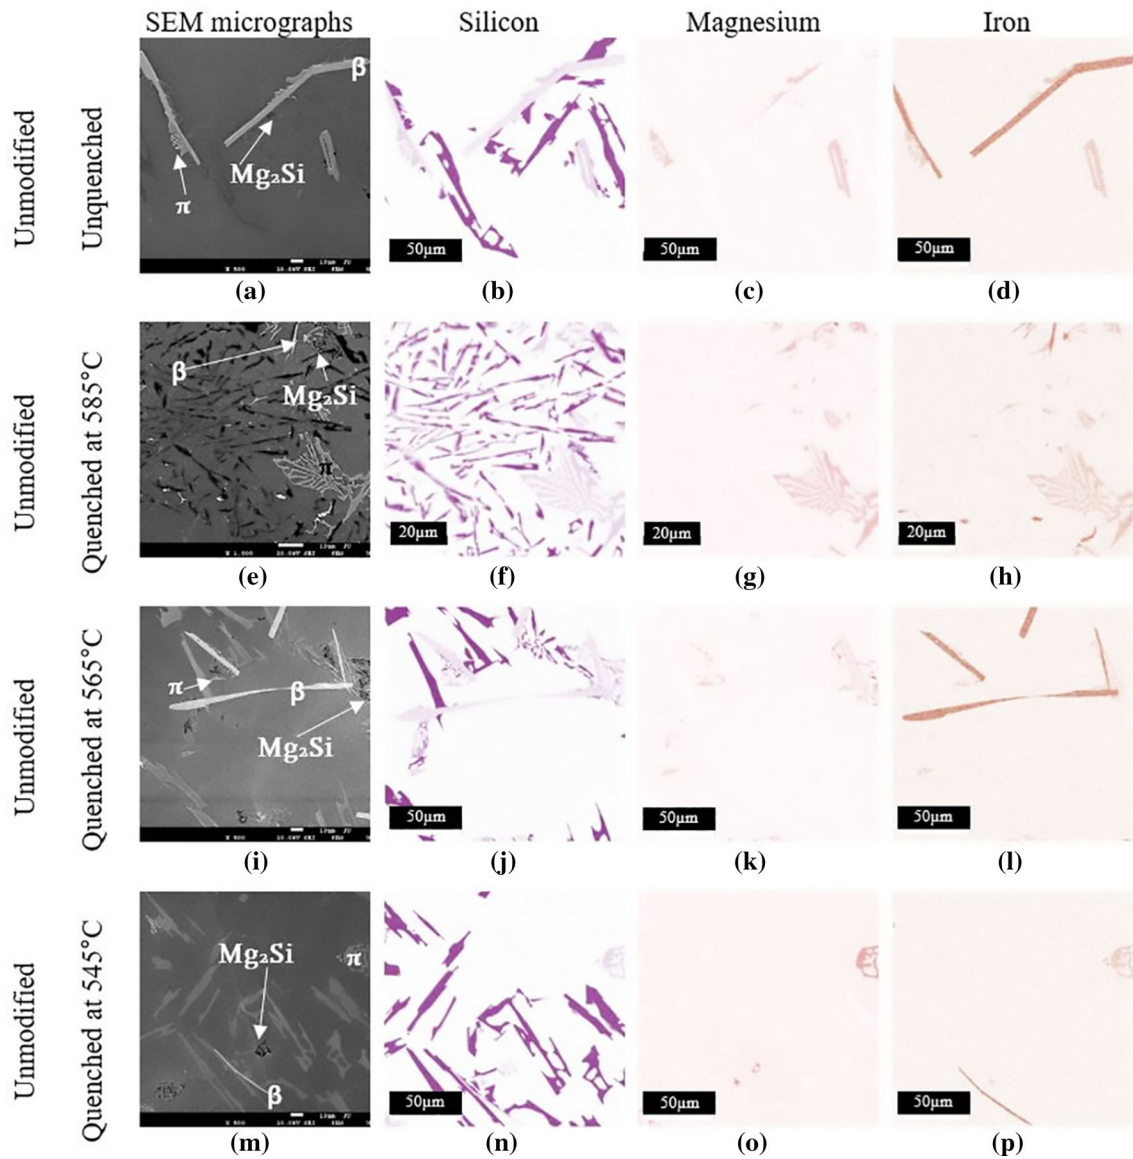 SEM micrographs Silicon Magnesium Iron
Unmodified
Unquenched
β
Mg₂Si
π
50µm 50µm 50µm
(a) (b) (c) (d)
Unmodified
Quenched at 585°C
β
Mg₂Si
π
20µm 20µm 20µm
(e) (f) (g) (h)
Unmodified
Quenched at 565°C
π
β
Mg₂Si
50µm 50µm 50µm
(i) (j) (k) (l)
Unmodified
Quenched at 545°C
Mg₂Si
π
β
50µm 50µm 50µm
(m) (n) (o) (p)